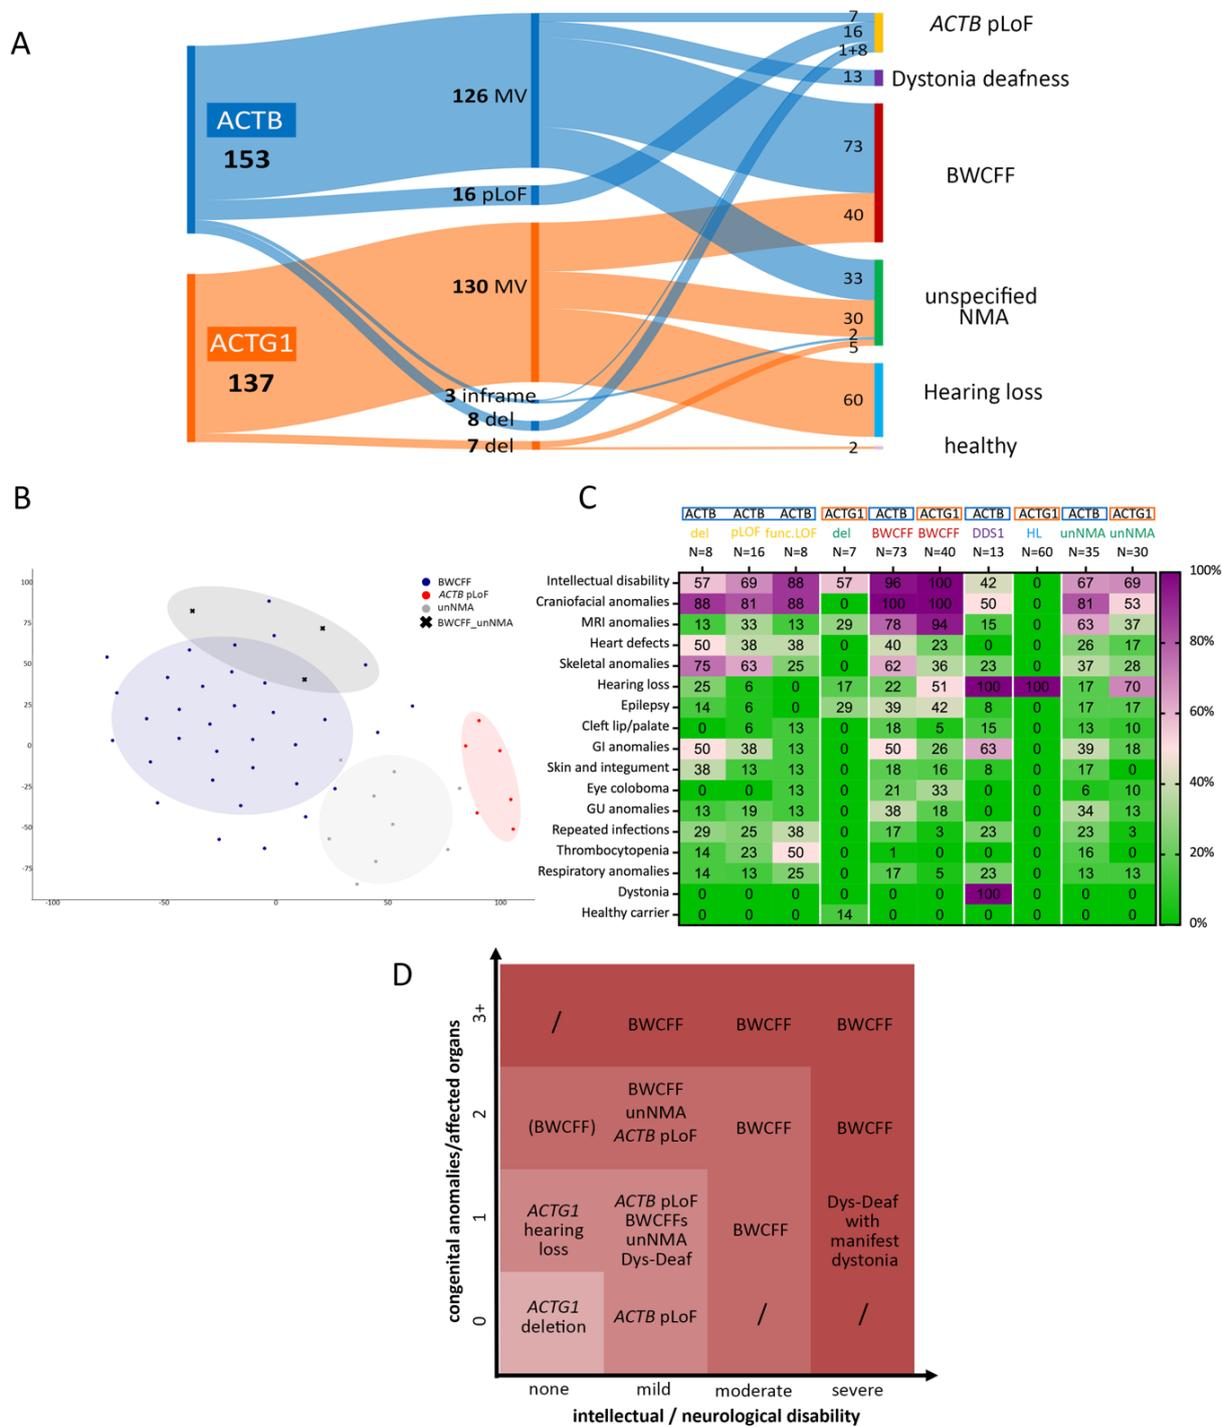 A
ACTB
153
ACTG1
137
126 MV
16 pLoF
130 MV
3 inframe
8 del
7 del
7
16
1+8
13
73
40
33
30
2
5
60
2
ACTB pLoF
Dystonia deafness
BWCFF
unspecified
NMA
Hearing loss
healthy
B
BWCFF
ACTB pLoF
unNMA
BWCFF_unNMA
100
75
50
25
0
-25
-50
-75
-100 -50 0 50 100
C
ACTB ACTB ACTB ACTG1 ACTB ACTG1 ACTB ACTG1 ACTB ACTG1
del pLOF func.LOF del BWCFF BWCFF DDS1 HL unNMA unNMA
N=8 N=16 N=8 N=7 N=73 N=40 N=13 N=60 N=35 N=30
Intellectual disability 57 69 88 57 96 100 42 0 67 69
Craniofacial anomalies 88 81 88 0 100 100 50 0 81 53
MRI anomalies 13 33 13 29 78 94 15 0 63 37
Heart defects 50 38 38 0 40 23 0 0 26 17
Skeletal anomalies 75 63 25 0 62 36 23 0 37 28
Hearing loss 25 6 0 17 22 51 100 100 17 70
Epilepsy 14 6 0 29 39 42 8 0 17 17
Cleft lip/palate 0 6 13 0 18 5 15 0 13 10
GI anomalies 50 38 13 0 50 26 63 0 39 18
Skin and integument 38 13 13 0 18 16 8 0 17 0
Eye coloboma 0 0 13 0 21 33 0 0 6 10
GU anomalies 13 19 13 0 38 18 0 0 34 13
Repeated infections 29 25 38 0 17 3 23 0 23 3
Thrombocytopenia 14 23 50 0 1 0 0 0 16 0
Respiratory anomalies 14 13 25 0 17 5 23 0 13 13
Dystonia 0 0 0 0 0 0 100 0 0 0
Healthy carrier 0 0 0 14 0 0 0 0 0 0
100%
80%
60%
40%
20%
0%
D
congenital anomalies/affected organs
3+
2
1
0
/
BWCFF
BWCFF
BWCFF
(BWCFF)
BWCFF
unNMA
ACTB pLoF
BWCFF
BWCFF
ACTG1
hearing
loss
ACTB pLoF
BWCFFs
unNMA
Dys-Deaf
BWCFF
Dys-Deaf
with
manifest
dystonia
ACTG1
deletion
ACTB pLoF
/
/
none mild moderate severe
intellectual / neurological disability